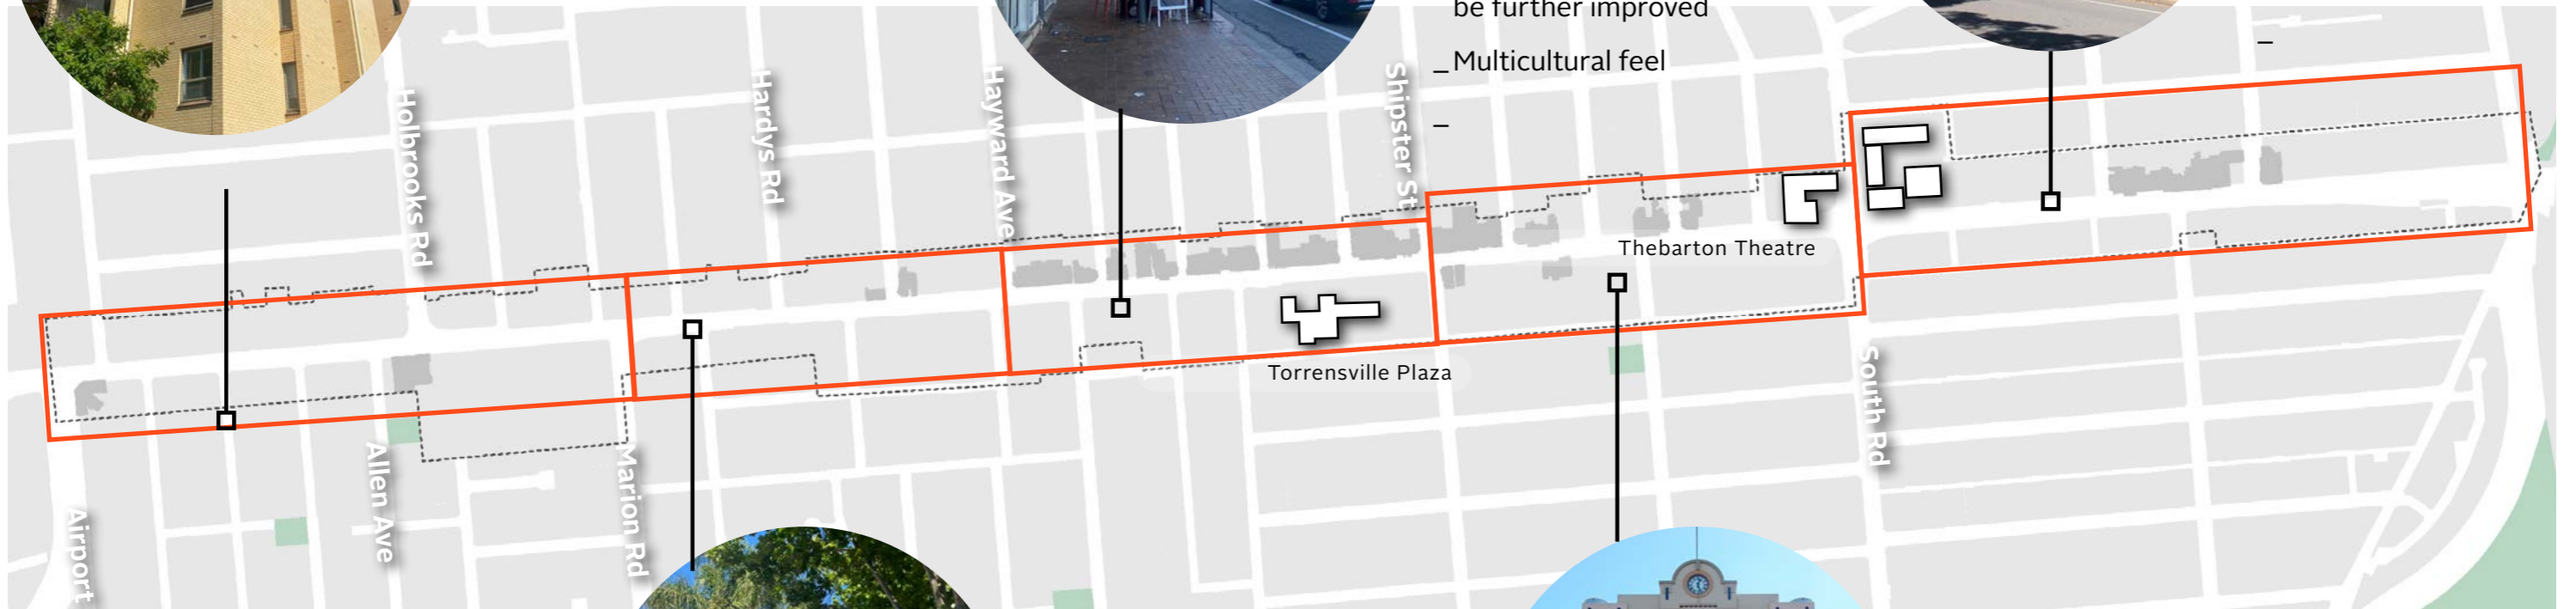 be further improved
_ Multicultural feel
–
–
Holbrooks Rd
Hardys Rd
Hayward Ave
Shipster St
Thebarton Theatre
Torrensville Plaza
South Rd
Allen Ave
Marion Rd
Airport